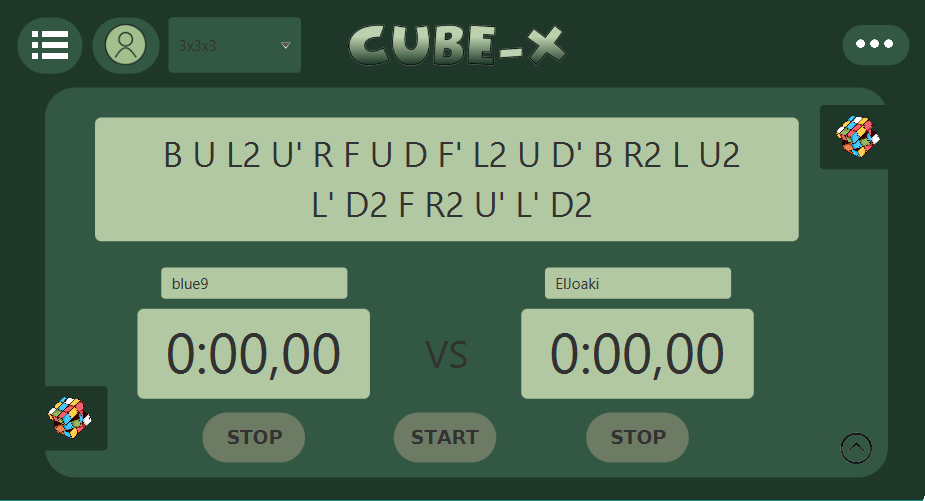 3x3x3
CUBE-X
B U L2 U' R F U D F' L2 U D' B R2 L U2
L' D2 F R2 U' L' D2
blue9
ElJoaki
0:00,00
VS
0:00,00
STOP
START
STOP